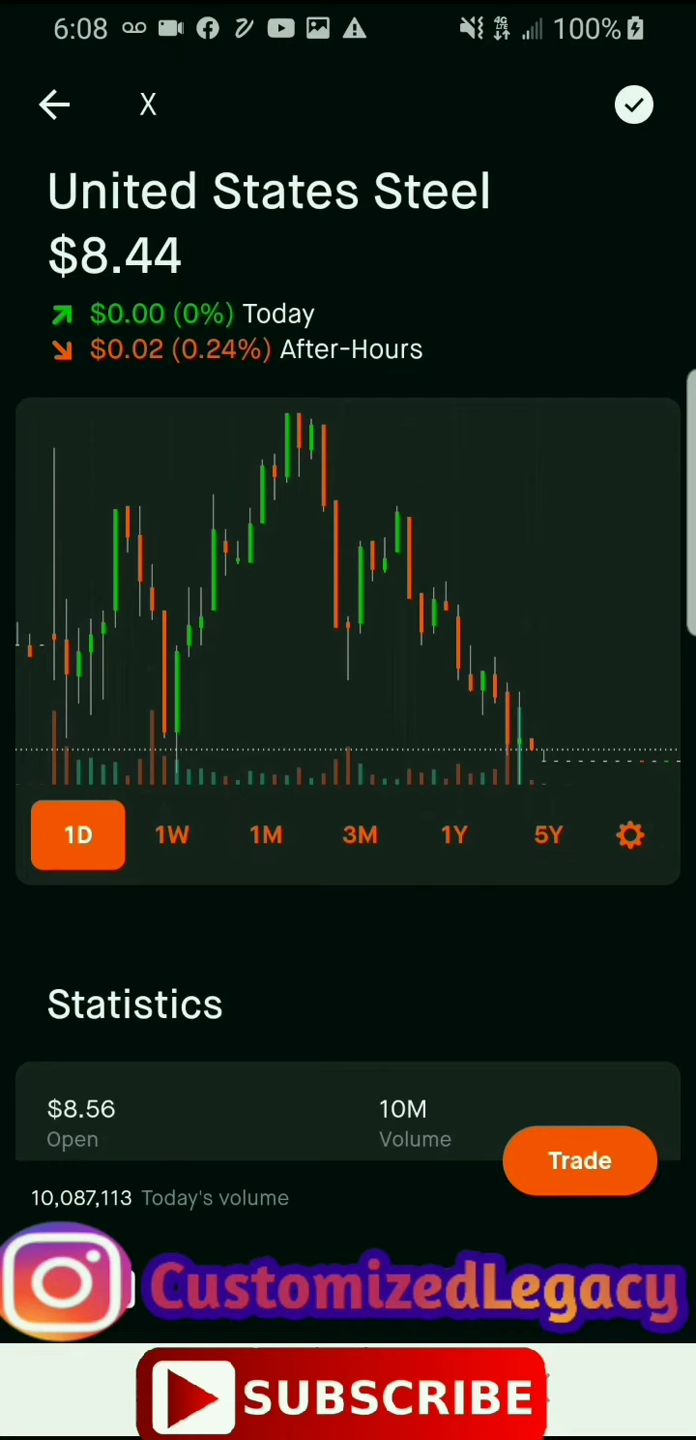 6:08 100%
X
United States Steel
$8.44
$0.00 (0%) Today
$0.02 (0.24%) After-Hours
1D 1W 1M 3M 1Y 5Y
Statistics
$8.56 10M
Open Volume
Trade
10,087,113 Today's volume
CustomizedLegacy
SUBSCRIBE